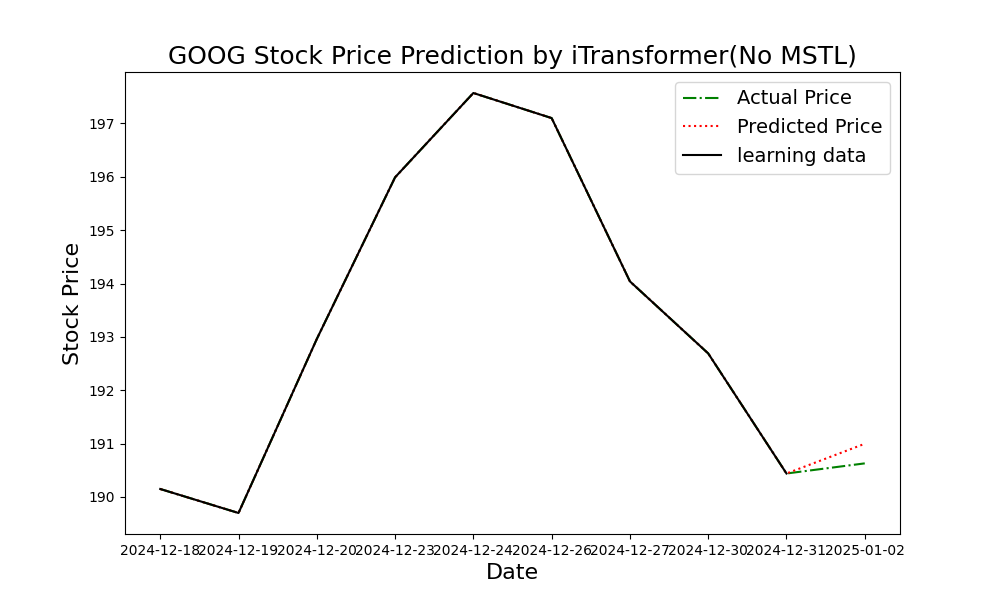 GOOG Stock Price Prediction by iTransformer(No MSTL)
Actual Price
Predicted Price
learning data
197
196
195
194
193
192
191
190
Stock Price
2024-12-18 2024-12-19 2024-12-20 2024-12-23 2024-12-24 2024-12-26 2024-12-27 2024-12-30 2024-12-31 2025-01-02
Date